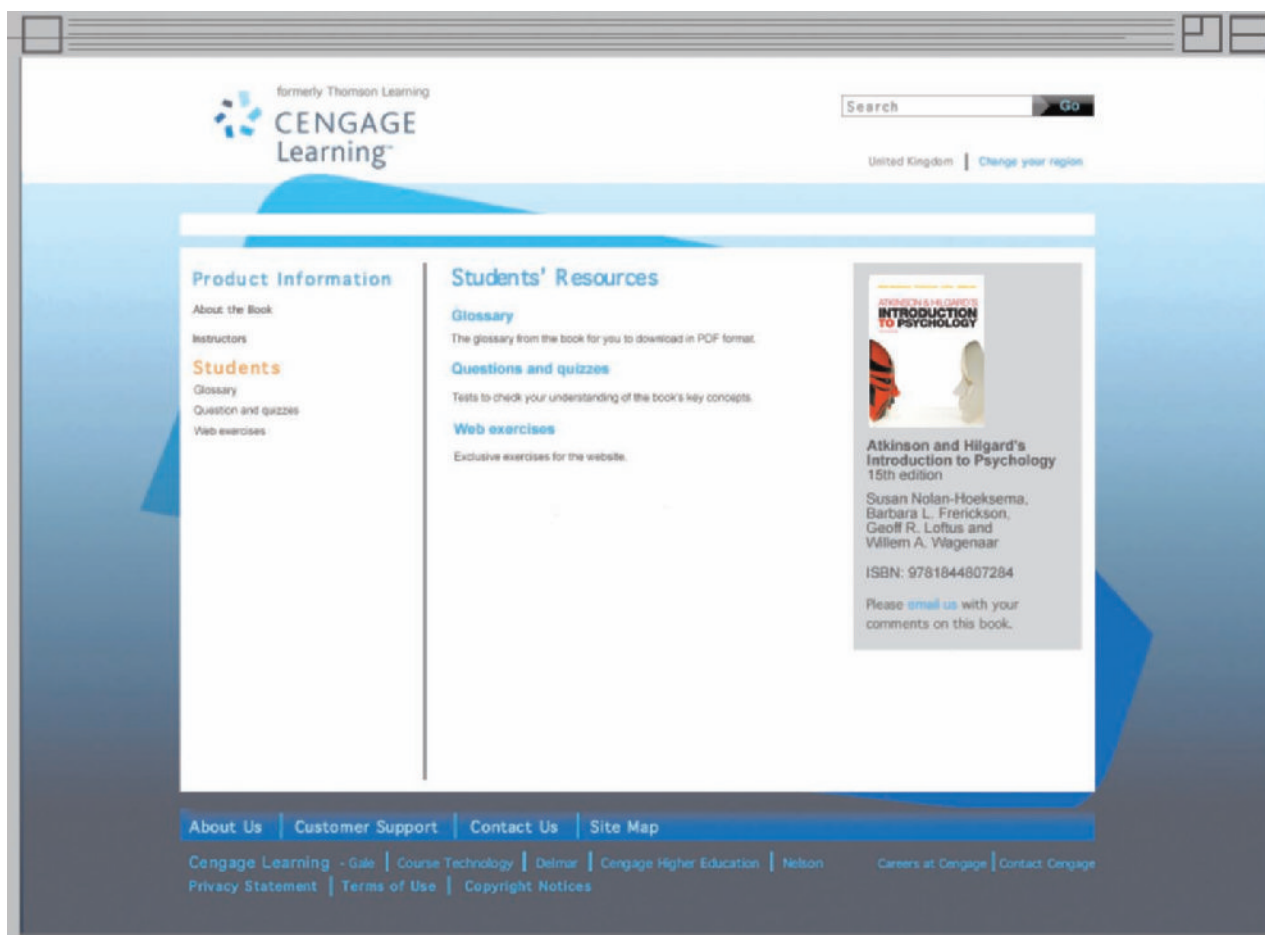 formerly Thomson Learning
CENGAGE
Learning™
Search
Go
United Kingdom | Change your region
Product Information
About the Book
Instructors
Students
Glossary
Question and quizzes
Web exercises
Students' Resources
Glossary
The glossary from the book for you to download in PDF format.
Questions and quizzes
Tests to check your understanding of the book's key concepts.
Web exercises
Exclusive exercises for the website.
ATKINSON & HILGARD'S
INTRODUCTION
TO PSYCHOLOGY
Atkinson and Hilgard's
Introduction to Psychology
15th edition
Susan Nolan-Hoeksema,
Barbara L. Frerickson,
Geoff R. Loftus and
Willem A. Wagenaar
ISBN: 9781844807284
Please email us with your
comments on this book.
About Us | Customer Support | Contact Us | Site Map
Cengage Learning - Gale | Course Technology | Delmar | Cengage Higher Education | Nelson
Careers at Cengage | Contact Cengage
Privacy Statement | Terms of Use | Copyright Notices